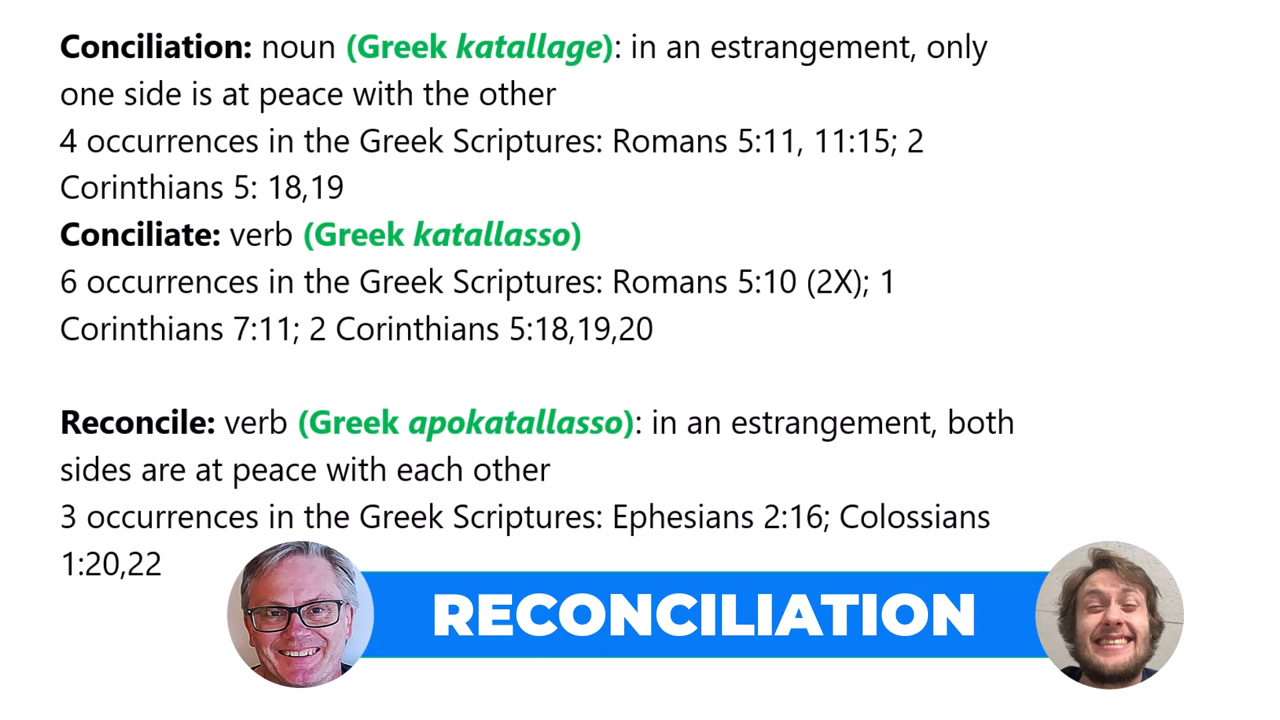 Conciliation: noun (Greek katallage): in an estrangement, only
one side is at peace with the other
4 occurrences in the Greek Scriptures: Romans 5:11, 11:15; 2
Corinthians 5: 18,19
Conciliate: verb (Greek katallasso)
6 occurrences in the Greek Scriptures: Romans 5:10 (2X); 1
Corinthians 7:11; 2 Corinthians 5:18,19,20
Reconcile: verb (Greek apokatallasso): in an estrangement, both
sides are at peace with each other
3 occurrences in the Greek Scriptures: Ephesians 2:16; Colossians
1:20,22
RECONCILIATION